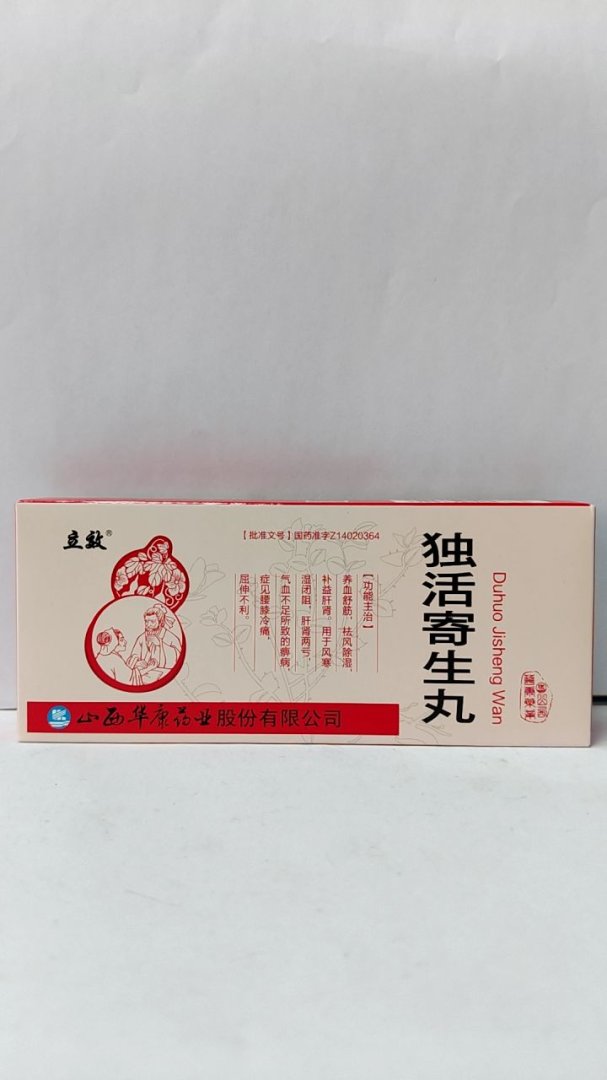 立效®
【批准文号】国药准字Z14020364
独活寄生丸
Duhuo Jisheng Wan
【功能主治】
养血舒筋，祛风除湿，
补益肝肾。用于风寒
湿闭阻，肝肾两亏，
气血不足所致的痹病，
症见腰膝冷痛，
屈伸不利。
山西华康药业股份有限公司